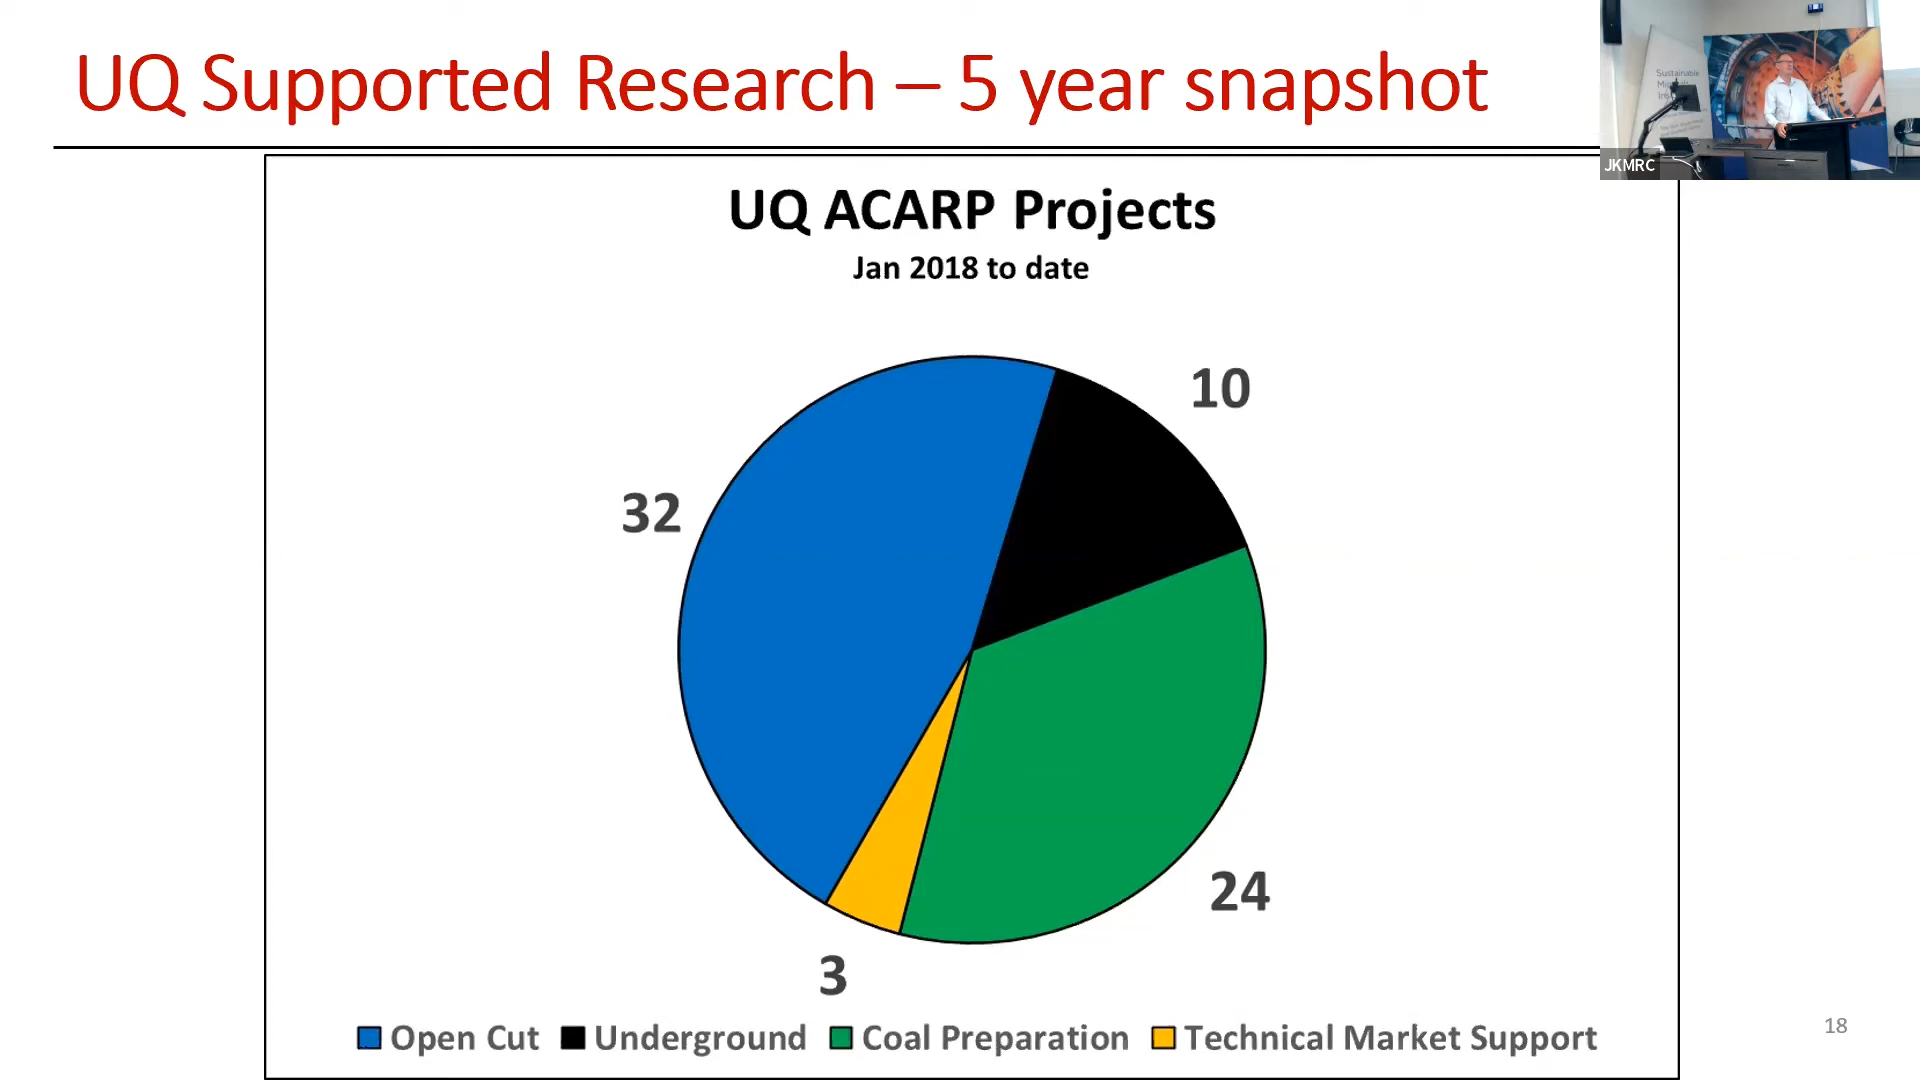 UQ Supported Research – 5 year snapshot
Sustainable
JKMRC
UQ ACARP Projects
Jan 2018 to date
10
32
24
3
Open Cut Underground Coal Preparation Technical Market Support
18